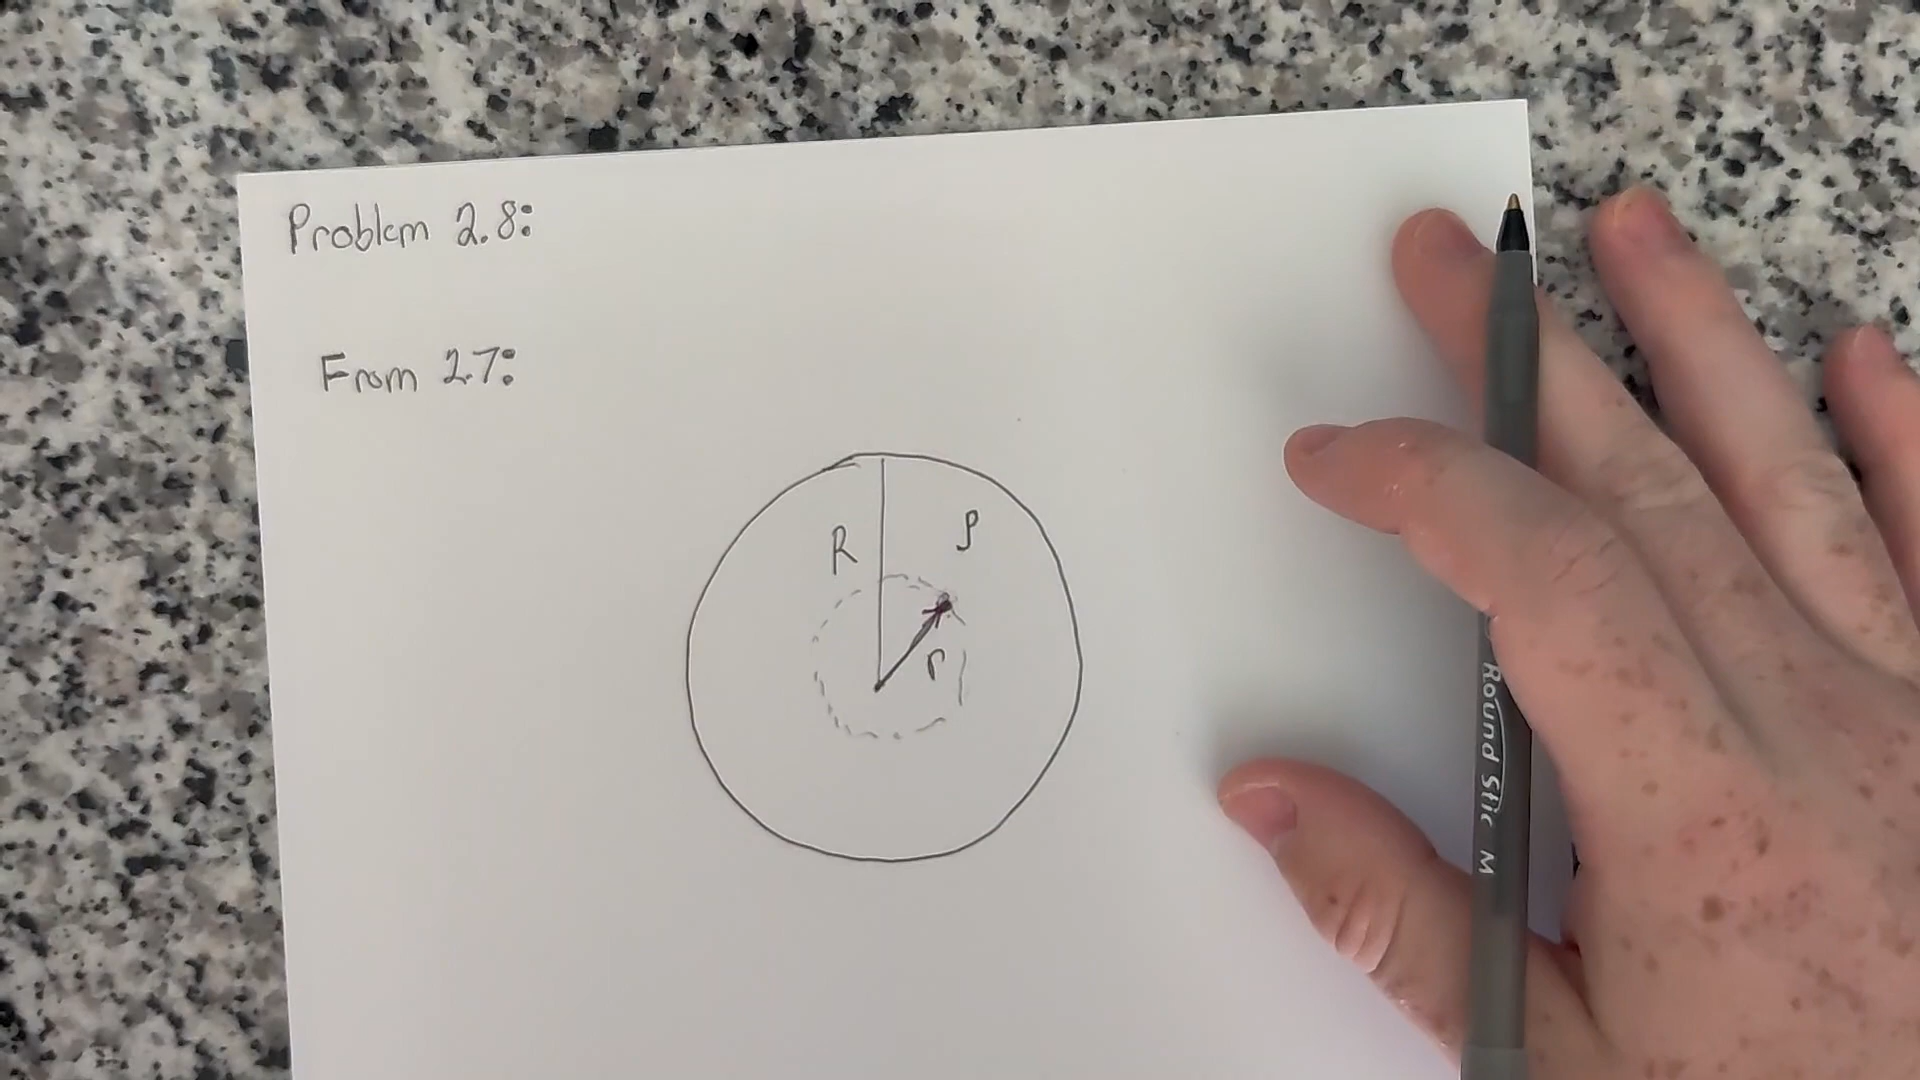 Problem 2.8:
From 2.7:
R
ρ
r
Round Stic M